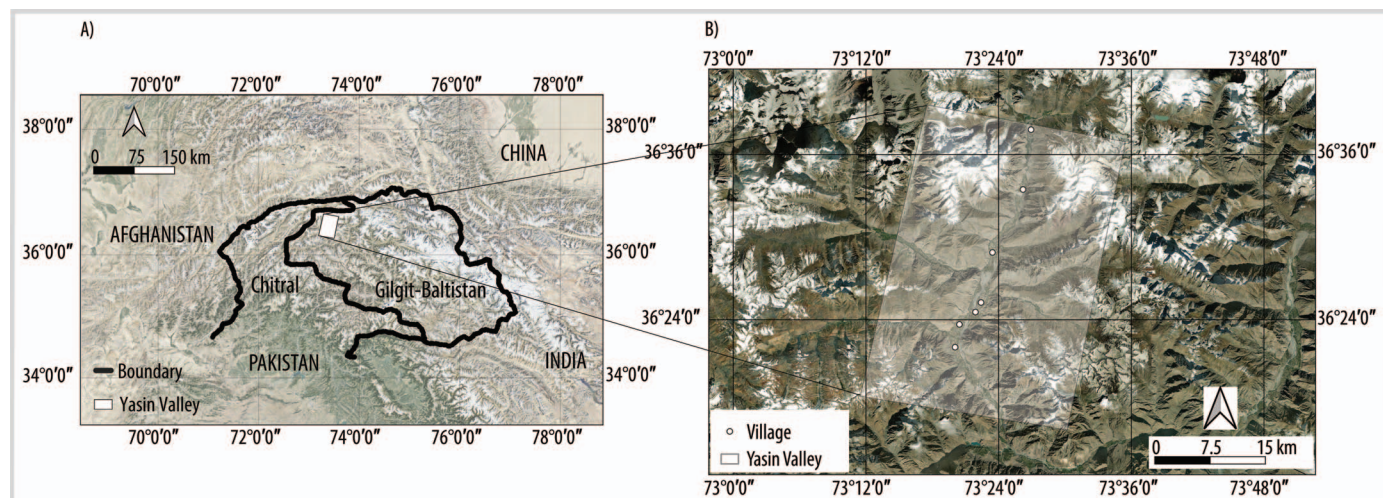 A)
70°0′0″ 72°0′0″ 74°0′0″ 76°0′0″ 78°0′0″
38°0′0″ 38°0′0″
0 75 150 km
CHINA
AFGHANISTAN
36°0′0″ 36°0′0″
Chitral
Gilgit-Baltistan
PAKISTAN
INDIA
34°0′0″ 34°0′0″
Boundary
Yasin Valley
70°0′0″ 72°0′0″ 74°0′0″ 76°0′0″ 78°0′0″
B)
73°0′0″ 73°12′0″ 73°24′0″ 73°36′0″ 73°48′0″
36°36′0″ 36°36′0″
36°24′0″ 36°24′0″
Village
Yasin Valley
0 7.5 15 km
73°0′0″ 73°12′0″ 73°24′0″ 73°36′0″ 73°48′0″